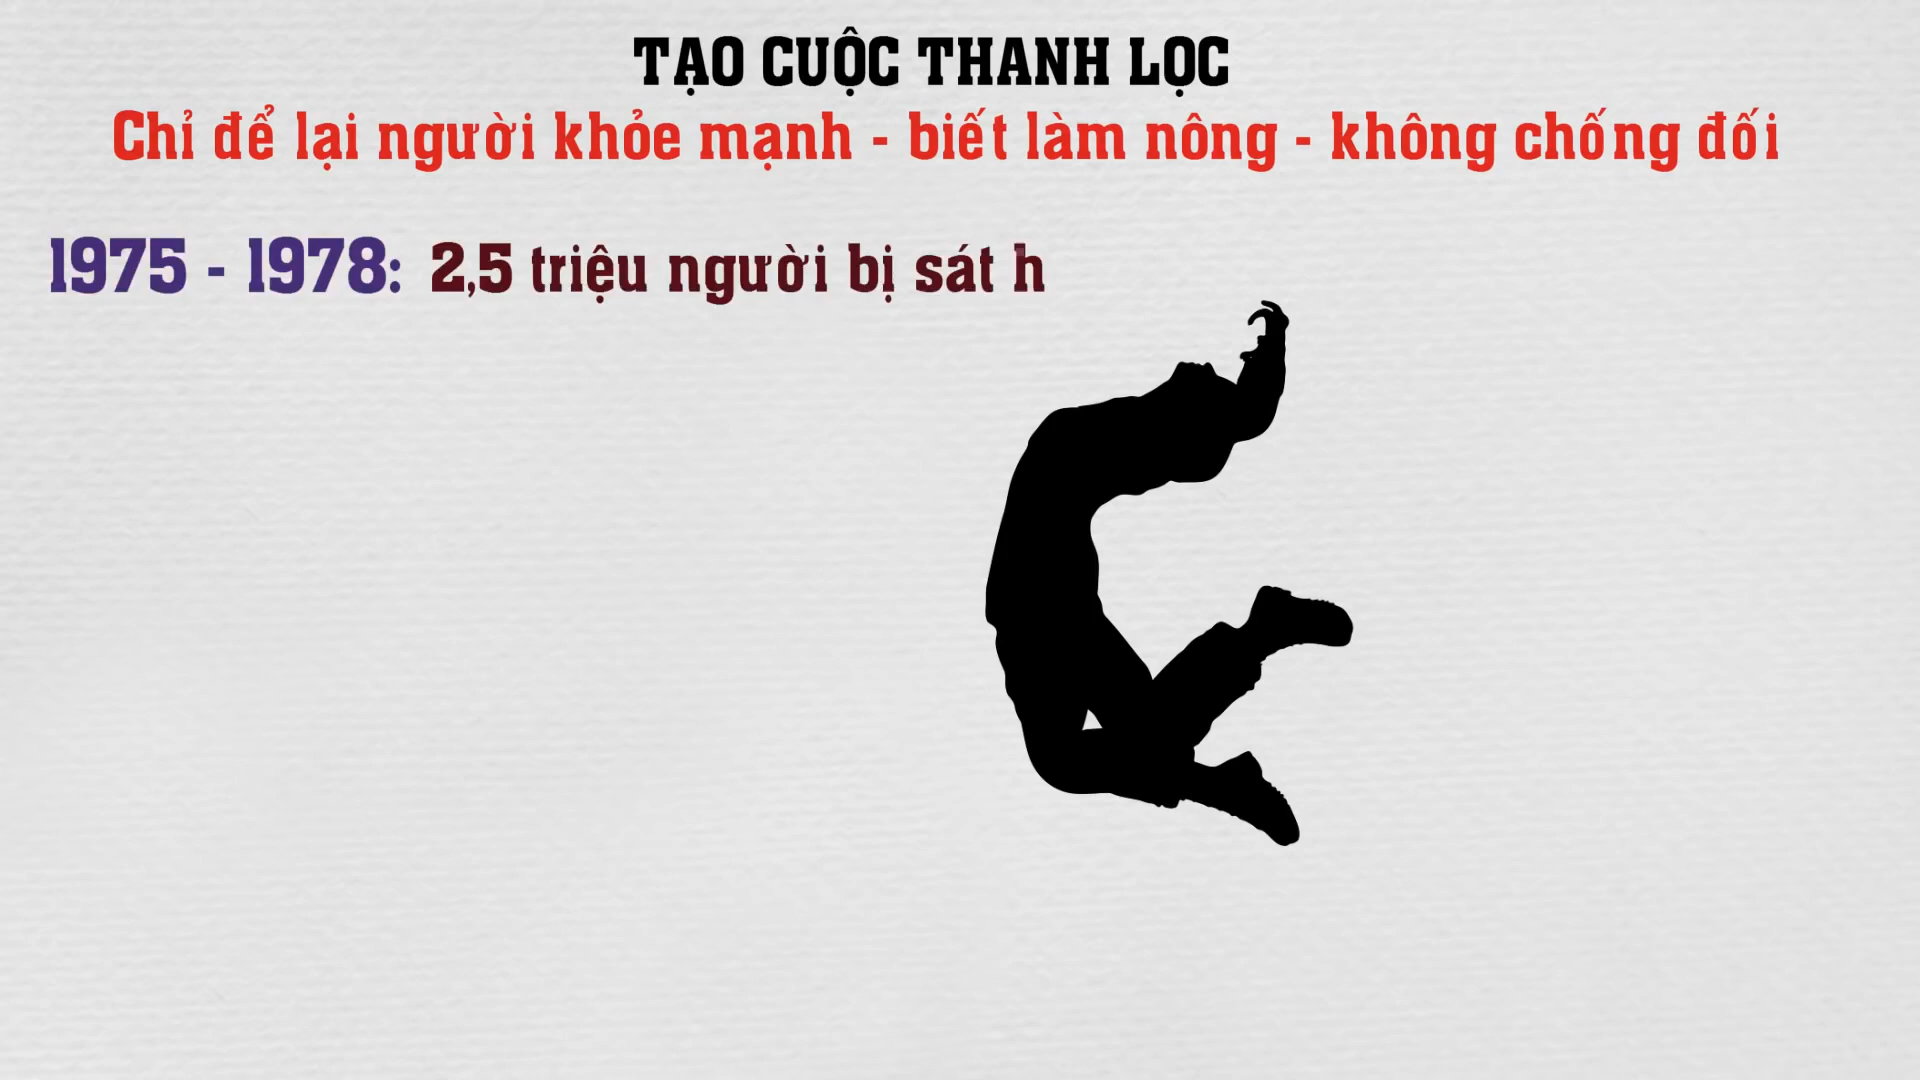 TẠO CUỘC THANH LỌC
Chỉ để lại người khỏe mạnh - biết làm nông - không chống đối
1975 - 1978: 2,5 triệu người bị sát h